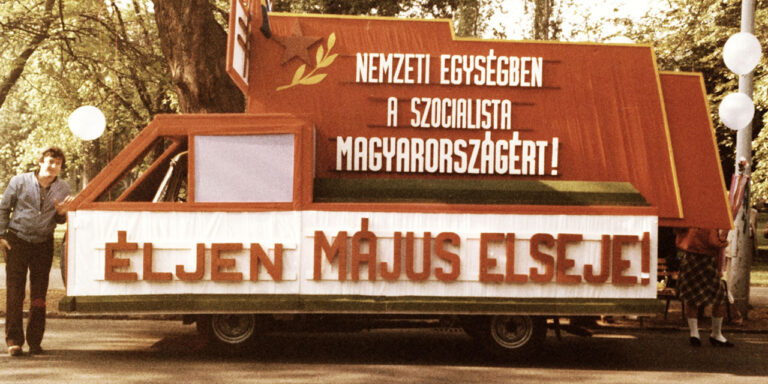 NEMZETI EGYSÉGBEN
A SZOCIALISTA
MAGYARORSZÁGÉRT!
ÉLJEN MÁJUS ELSEJE!